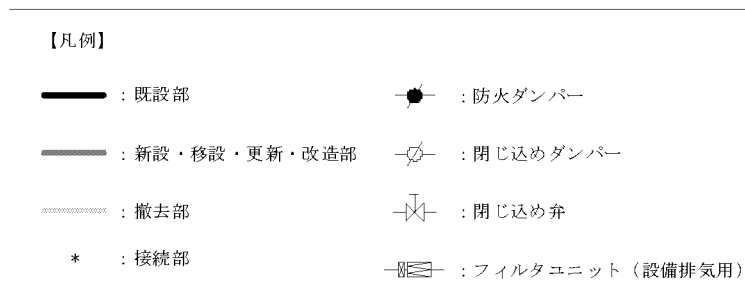 【凡例】
：既設部
：防火ダンパー
：新設・移設・更新・改造部
：閉じ込めダンパー
：撤去部
：閉じ込め弁
* ：接続部
：フィルタユニット（設備排気用）